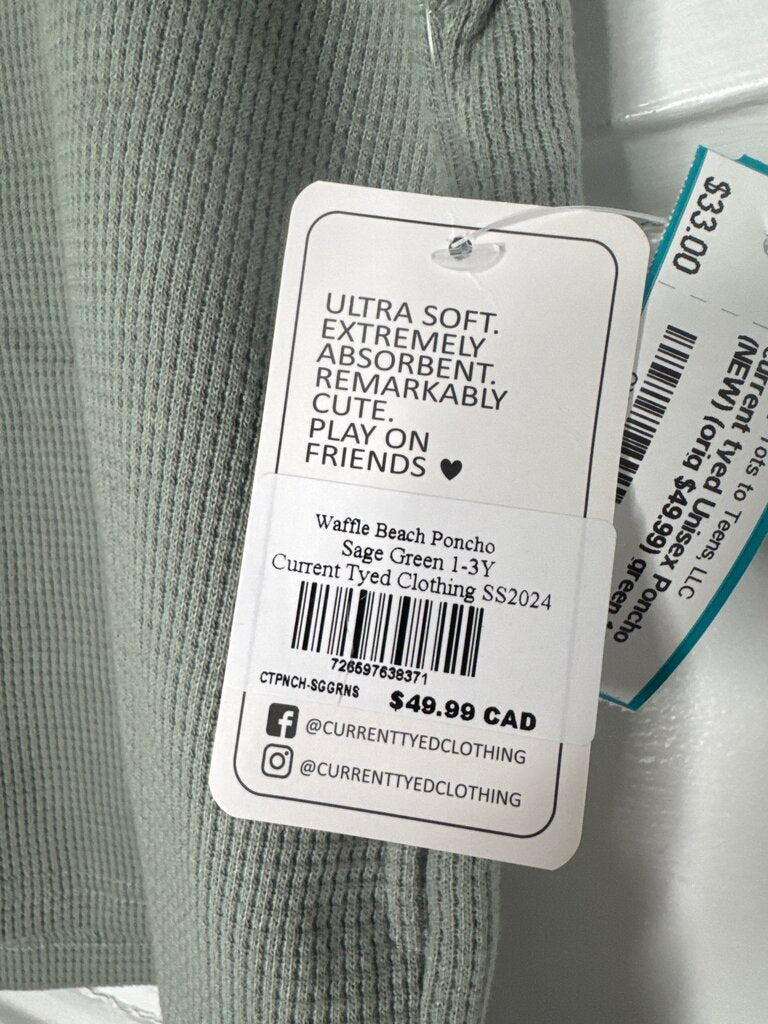 ULTRA SOFT.
EXTREMELY
ABSORBENT.
REMARKABLY
CUTE.
PLAY ON
FRIENDS ♥
Waffle Beach Poncho
Sage Green 1-3Y
Current Tyed Clothing SS2024
726597638371
CTPNCH-SGGRNS
$49.99 CAD
@CURRENTTYEDCLOTHING
@CURRENTTYEDCLOTHING
$33.00
Tots to Teens, LLC
current tyed Unisex Poncho
(NEW) (orig $49.99) green